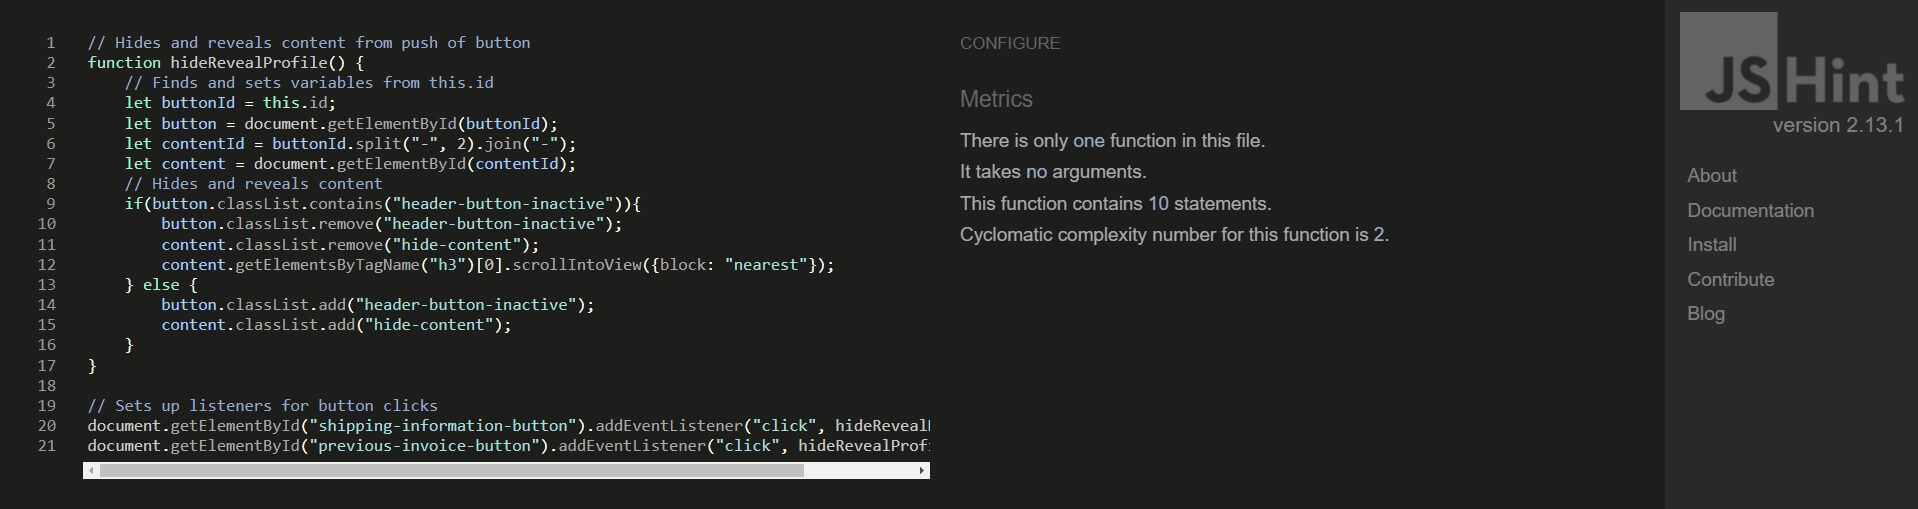 1 // Hides and reveals content from push of button
2 function hideRevealProfile() {
3 // Finds and sets variables from this.id
4 let buttonId = this.id;
5 let button = document.getElementById(buttonId);
6 let contentId = buttonId.split("-", 2).join("-");
7 let content = document.getElementById(contentId);
8 // Hides and reveals content
9 if(button.classList.contains("header-button-inactive")){
10 button.classList.remove("header-button-inactive");
11 content.classList.remove("hide-content");
12 content.getElementsByTagName("h3")[0].scrollIntoView({block: "nearest"});
13 } else {
14 button.classList.add("header-button-inactive");
15 content.classList.add("hide-content");
16 }
17 }
18
19 // Sets up listeners for button clicks
20 document.getElementById("shipping-information-button").addEventListener("click", hideReveal
21 document.getElementById("previous-invoice-button").addEventListener("click", hideRevealProf
CONFIGURE
Metrics
There is only one function in this file.
It takes no arguments.
This function contains 10 statements.
Cyclomatic complexity number for this function is 2.
JSHint
version 2.13.1
About
Documentation
Install
Contribute
Blog